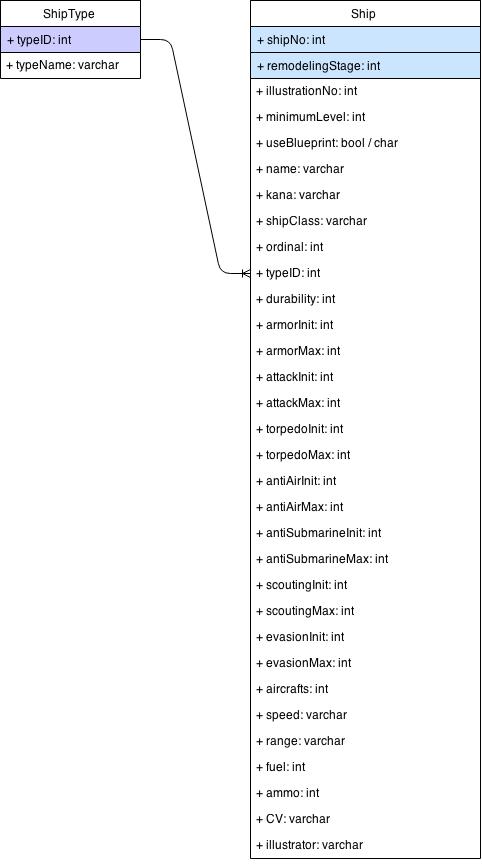 ShipType
+ typeID: int
+ typeName: varchar
Ship
+ shipNo: int
+ remodelingStage: int
+ illustrationNo: int
+ minimumLevel: int
+ useBlueprint: bool / char
+ name: varchar
+ kana: varchar
+ shipClass: varchar
+ ordinal: int
+ typeID: int
+ durability: int
+ armorInit: int
+ armorMax: int
+ attackInit: int
+ attackMax: int
+ torpedoInit: int
+ torpedoMax: int
+ antiAirInit: int
+ antiAirMax: int
+ antiSubmarineInit: int
+ antiSubmarineMax: int
+ scoutingInit: int
+ scoutingMax: int
+ evasionInit: int
+ evasionMax: int
+ aircrafts: int
+ speed: varchar
+ range: varchar
+ fuel: int
+ ammo: int
+ CV: varchar
+ illustrator: varchar